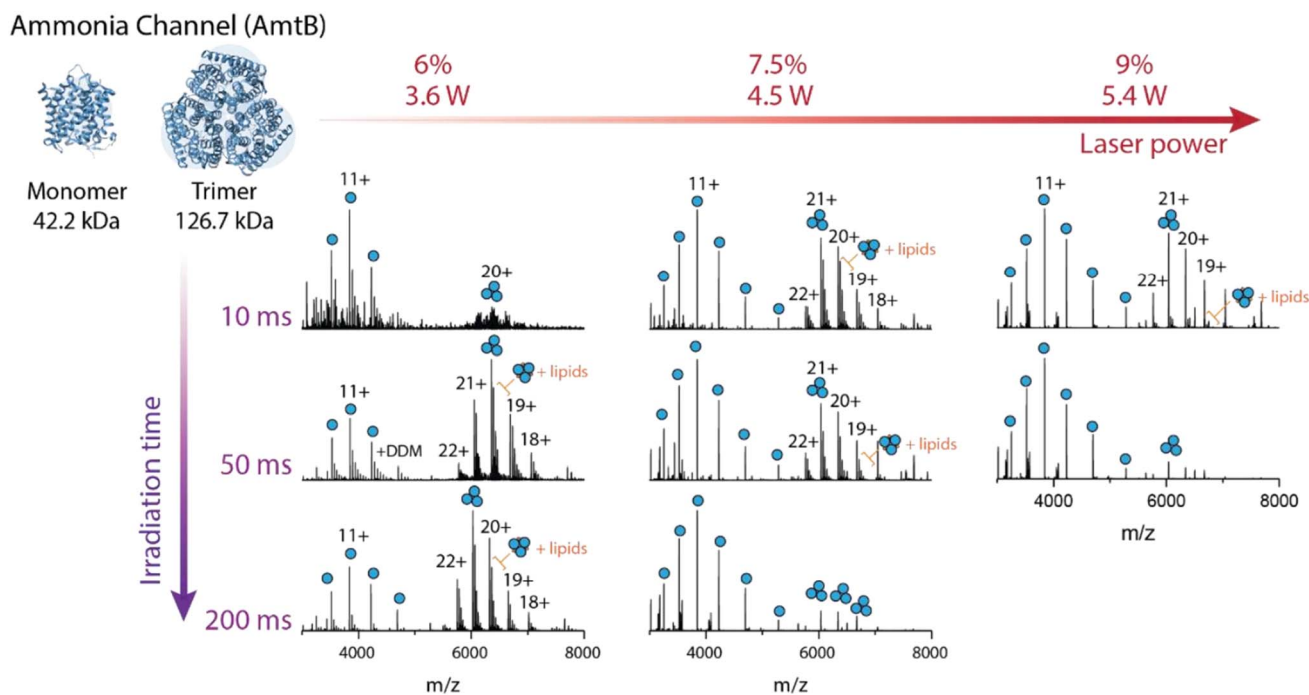 Ammonia Channel (AmtB)
Monomer
42.2 kDa
Trimer
126.7 kDa
6%
3.6 W
7.5%
4.5 W
9%
5.4 W
Laser power
Irradiation time
10 ms
11+
20+
11+
21+
20+
+ lipids
22+
19+
18+
11+
21+
20+
22+
19+
+ lipids
50 ms
11+
+DDM
21+
+ lipids
22+
19+
18+
21+
20+
22+
19+
+ lipids
4000 6000 8000
m/z
200 ms
11+
20+
22+
+ lipids
19+
18+
4000 6000 8000
m/z
4000 6000 8000
m/z